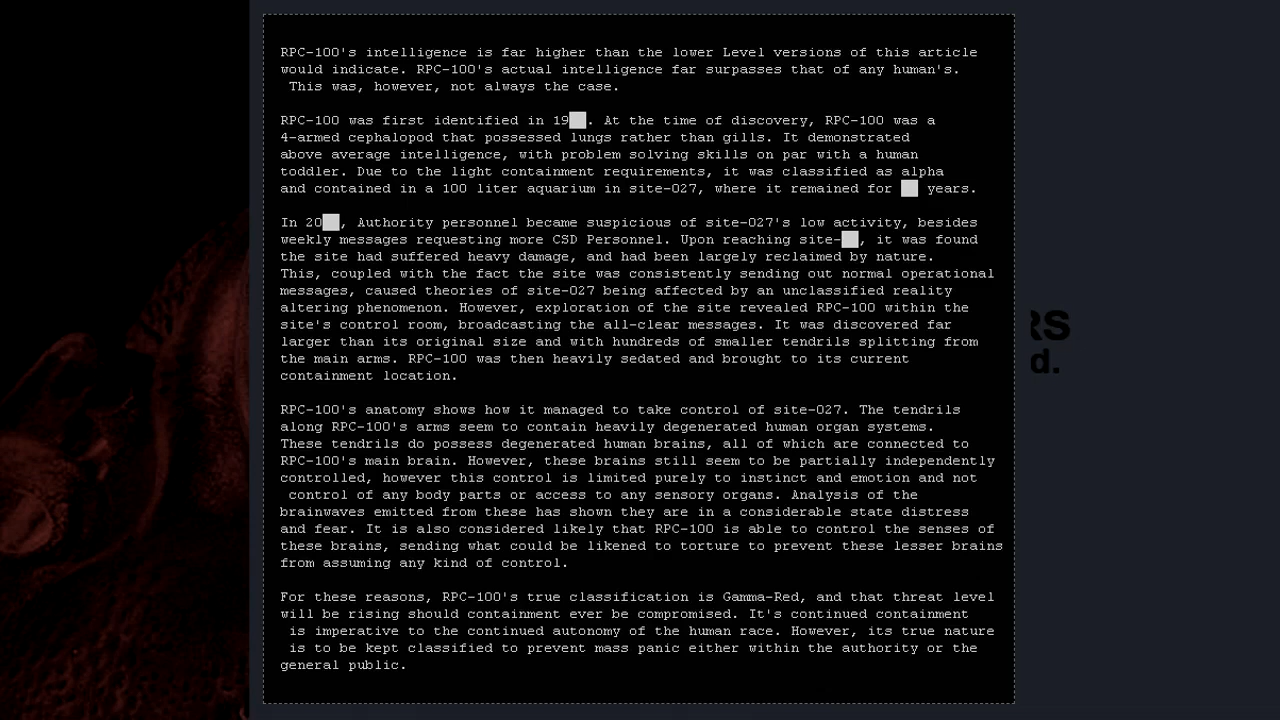 RPC-100's intelligence is far higher than the lower Level versions of this article
would indicate. RPC-100's actual intelligence far surpasses that of any human's.
This was, however, not always the case.
RPC-100 was first identified in 19██. At the time of discovery, RPC-100 was a
4-armed cephalopod that possessed lungs rather than gills. It demonstrated
above average intelligence, with problem solving skills on par with a human
toddler. Due to the light containment requirements, it was classified as alpha
and contained in a 100 liter aquarium in site-027, where it remained for ██ years.
In 20██, Authority personnel became suspicious of site-027's low activity, besides
weekly messages requesting more CSD Personnel. Upon reaching site-██, it was found
the site had suffered heavy damage, and had been largely reclaimed by nature.
This, coupled with the fact the site was consistently sending out normal operational
messages, caused theories of site-027 being affected by an unclassified reality
altering phenomenon. However, exploration of the site revealed RPC-100 within the
site's control room, broadcasting the all-clear messages. It was discovered far
larger than its original size and with hundreds of smaller tendrils splitting from
the main arms. RPC-100 was then heavily sedated and brought to its current
containment location.
RPC-100's anatomy shows how it managed to take control of site-027. The tendrils
along RPC-100's arms seem to contain heavily degenerated human organ systems.
These tendrils do possess degenerated human brains, all of which are connected to
RPC-100's main brain. However, these brains still seem to be partially independently
controlled, however this control is limited purely to instinct and emotion and not
control of any body parts or access to any sensory organs. Analysis of the
brainwaves emitted from these has shown they are in a considerable state distress
and fear. It is also considered likely that RPC-100 is able to control the senses of
these brains, sending what could be likened to torture to prevent these lesser brains
from assuming any kind of control.
For these reasons, RPC-100's true classification is Gamma-Red, and that threat level
will be rising should containment ever be compromised. It's continued containment
is imperative to the continued autonomy of the human race. However, its true nature
is to be kept classified to prevent mass panic either within the authority or the
general public.